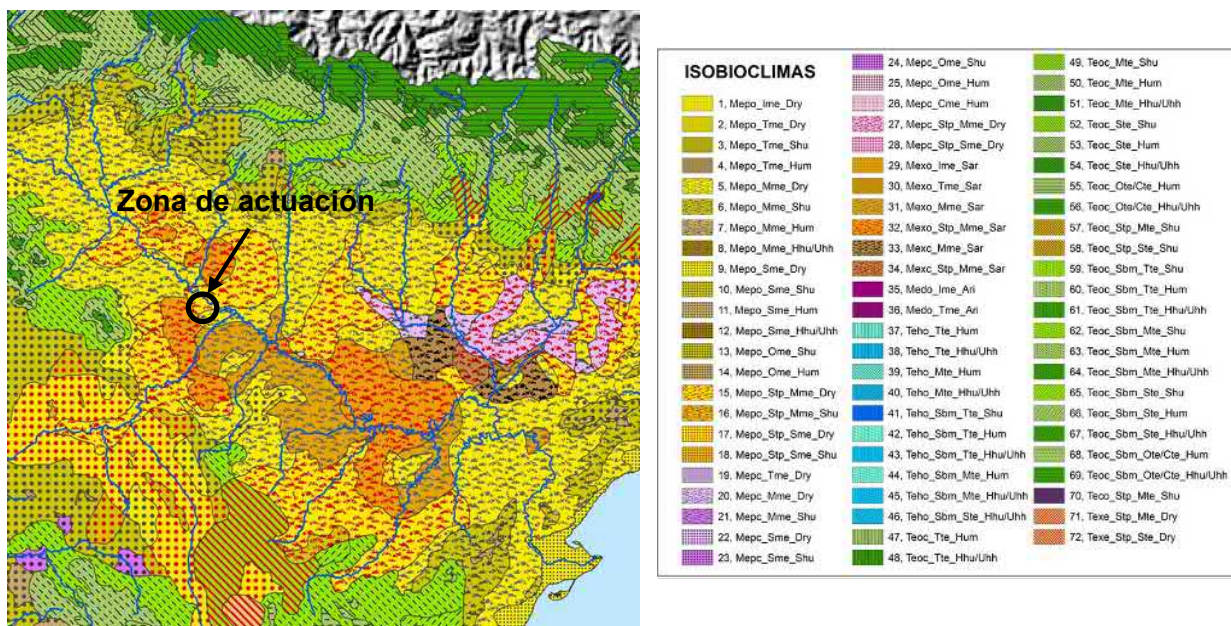 Zona de actuación
ISOBIOCLIMAS
1, Mepo_Ime_Dry
2, Mepo_Tme_Dry
3, Mepo_Tme_Shu
4, Mepo_Tme_Hum
5, Mepo_Mme_Dry
6, Mepo_Mme_Shu
7, Mepo_Mme_Hum
8, Mepo_Mme_Hhu/Uhh
9, Mepo_Sme_Dry
10, Mepo_Sme_Shu
11, Mepo_Sme_Hum
12, Mepo_Sme_Hhu/Uhh
13, Mepo_Ome_Shu
14, Mepo_Ome_Hum
15, Mepo_Stp_Mme_Dry
16, Mepo_Stp_Mme_Shu
17, Mepo_Stp_Sme_Dry
18, Mepo_Stp_Sme_Shu
19, Mepc_Tme_Dry
20, Mepc_Mme_Dry
21, Mepc_Mme_Shu
22, Mepc_Sme_Dry
23, Mepc_Sme_Shu
24, Mepc_Ome_Shu
25, Mepc_Ome_Hum
26, Mepc_Cme_Hum
27, Mepc_Stp_Mme_Dry
28, Mepc_Stp_Sme_Dry
29, Mexo_Ime_Sar
30, Mexo_Tme_Sar
31, Mexo_Mme_Sar
32, Mexo_Stp_Mme_Sar
33, Mexc_Mme_Sar
34, Mexc_Stp_Mme_Sar
35, Medo_Ime_Ari
36, Medo_Tme_Ari
37, Teho_Tte_Hum
38, Teho_Tte_Hhu/Uhh
39, Teho_Mte_Hum
40, Teho_Mte_Hhu/Uhh
41, Teho_Sbm_Tte_Shu
42, Teho_Sbm_Tte_Hum
43, Teho_Sbm_Tte_Hhu/Uhh
44, Teho_Sbm_Mte_Hum
45, Teho_Sbm_Mte_Hhu/Uhh
46, Teho_Sbm_Ste_Hhu/Uhh
47, Teoc_Tte_Hum
48, Teoc_Tte_Hhu/Uhh
49, Teoc_Mte_Shu
50, Teoc_Mte_Hum
51, Teoc_Mte_Hhu/Uhh
52, Teoc_Ste_Shu
53, Teoc_Ste_Hum
54, Teoc_Ste_Hhu/Uhh
55, Teoc_Ote/Cte_Hum
56, Teoc_Ote/Cte_Hhu/Uhh
57, Teoc_Stp_Mte_Shu
58, Teoc_Stp_Ste_Shu
59, Teoc_Sbm_Tte_Shu
60, Teoc_Sbm_Tte_Hum
61, Teoc_Sbm_Tte_Hhu/Uhh
62, Teoc_Sbm_Mte_Shu
63, Teoc_Sbm_Mte_Hum
64, Teoc_Sbm_Mte_Hhu/Uhh
65, Teoc_Sbm_Ste_Shu
66, Teoc_Sbm_Ste_Hum
67, Teoc_Sbm_Ste_Hhu/Uhh
68, Teoc_Sbm_Ote/Cte_Hum
69, Teoc_Sbm_Ote/Cte_Hhu/Uhh
70, Teco_Stp_Mte_Shu
71, Texe_Stp_Mte_Dry
72, Texe_Stp_Ste_Dry